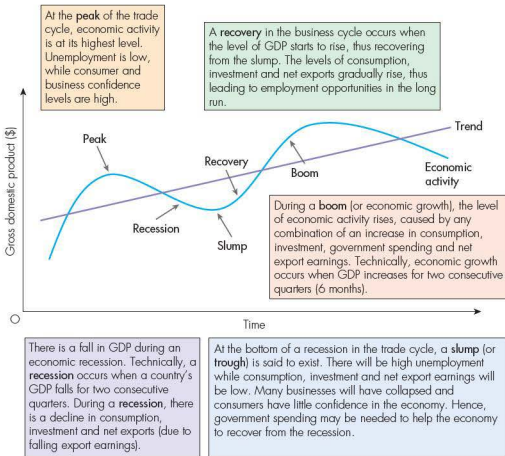 At the peak of the trade
cycle, economic activity
is at its highest level.
Unemployment is low,
while consumer and
business confidence
levels are high.
A recovery in the business cycle occurs when
the level of GDP starts to rise, thus recovering
from the slump. The levels of consumption,
investment and net exports gradually rise, thus
leading to employment opportunities in the long
run.
Gross domestic product ($)
Peak
Recession
Slump
Recovery
Boom
Trend
Economic
activity
During a boom (or economic growth), the level
of economic activity rises, caused by any
combination of an increase in consumption,
investment, government spending and net
export earnings. Technically, economic growth
occurs when GDP increases for two consecutive
quarters (6 months).
O
Time
There is a fall in GDP during an
economic recession. Technically, a
recession occurs when a country's
GDP falls for two consecutive
quarters. During a recession, there
is a decline in consumption,
investment and net exports (due to
falling export earnings).
At the bottom of a recession in the trade cycle, a slump (or
trough) is said to exist. There will be high unemployment
while consumption, investment and net export earnings will
be low. Many businesses will have collapsed and
consumers have little confidence in the economy. Hence,
government spending may be needed to help the economy
to recover from the recession.